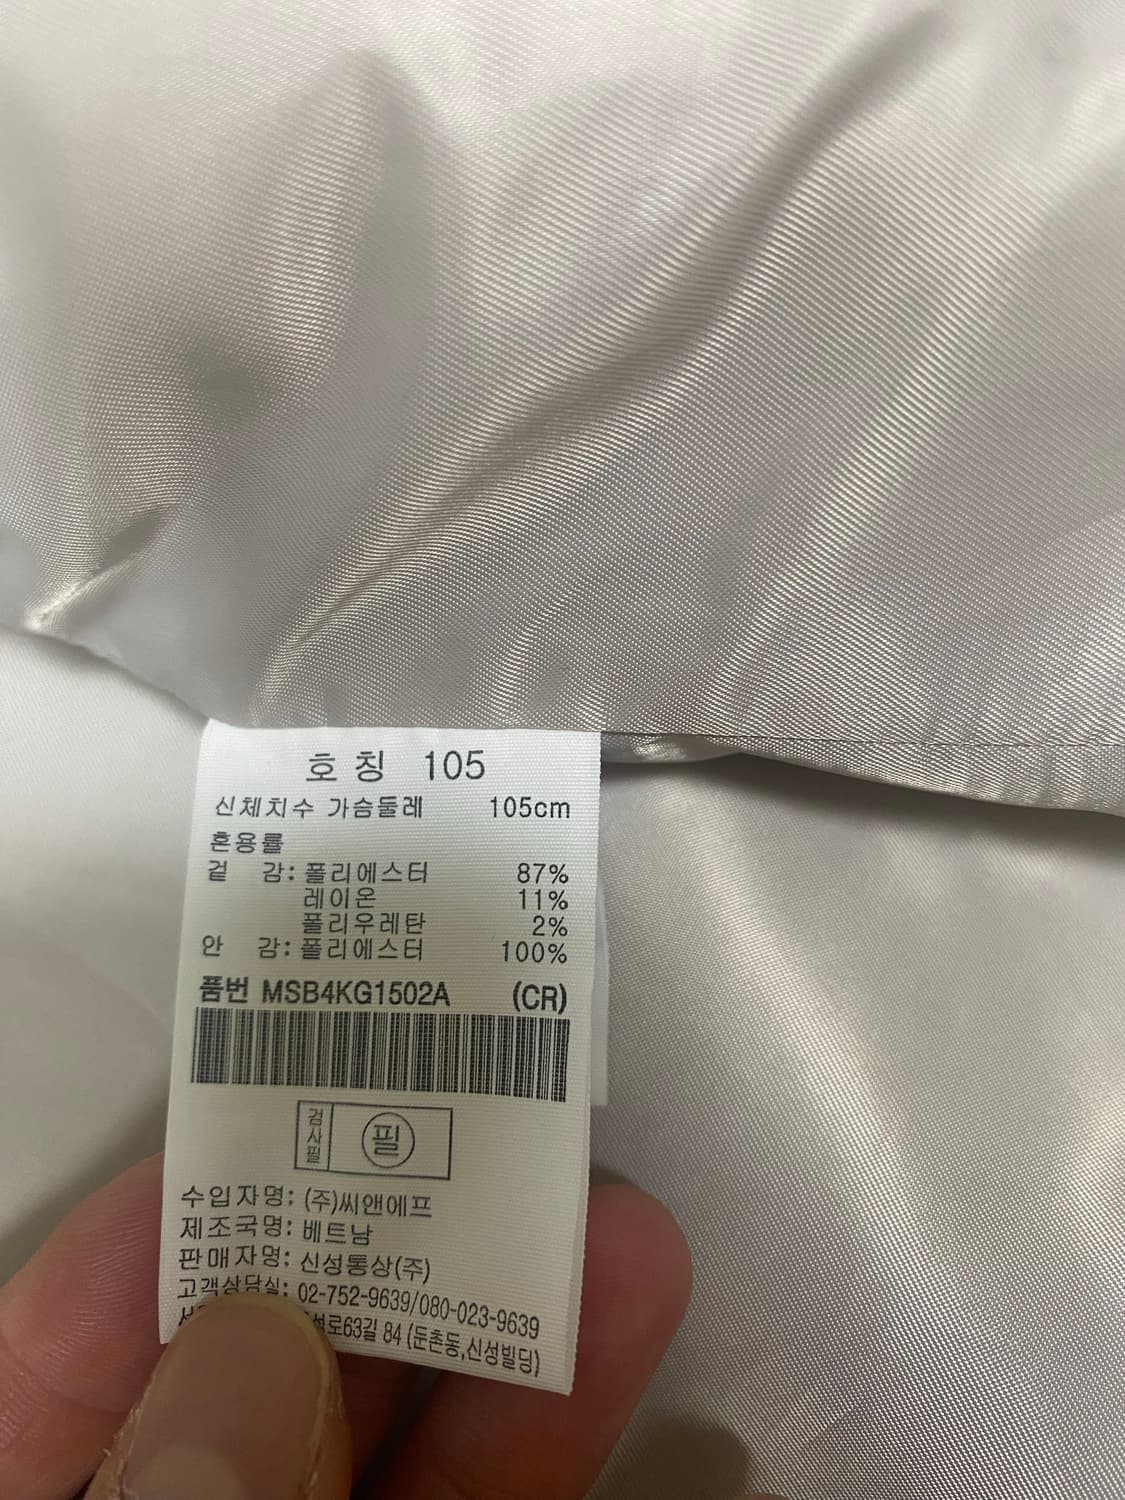 호 칭 105
신체치수 가슴둘레 105cm
혼용률
겉 감: 폴리에스터 87%
레이온 11%
폴리우레탄 2%
안 감: 폴리에스터 100%
품번 MSB4KG1502A (CR)
검사필 필
수입자명: (주)씨앤에프
제조국명: 베트남
판매자명: 신성통상(주)
고객상담실: 02-752-9639/080-023-9639
63길 84 (둔촌동,신성빌딩)